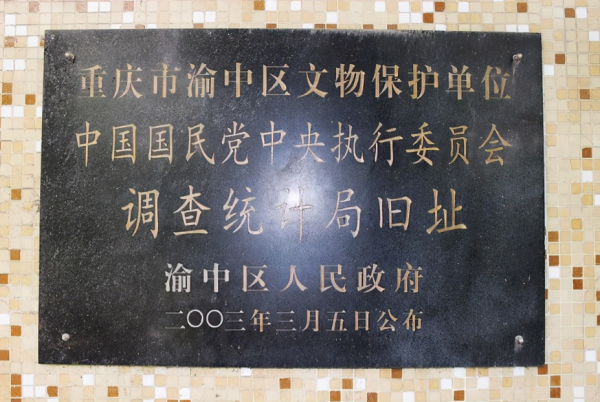 重庆市渝中区文物保护单位
中国国民党中央执行委员会
调查统计局旧址
渝中区人民政府
二〇〇三年三月五日公布